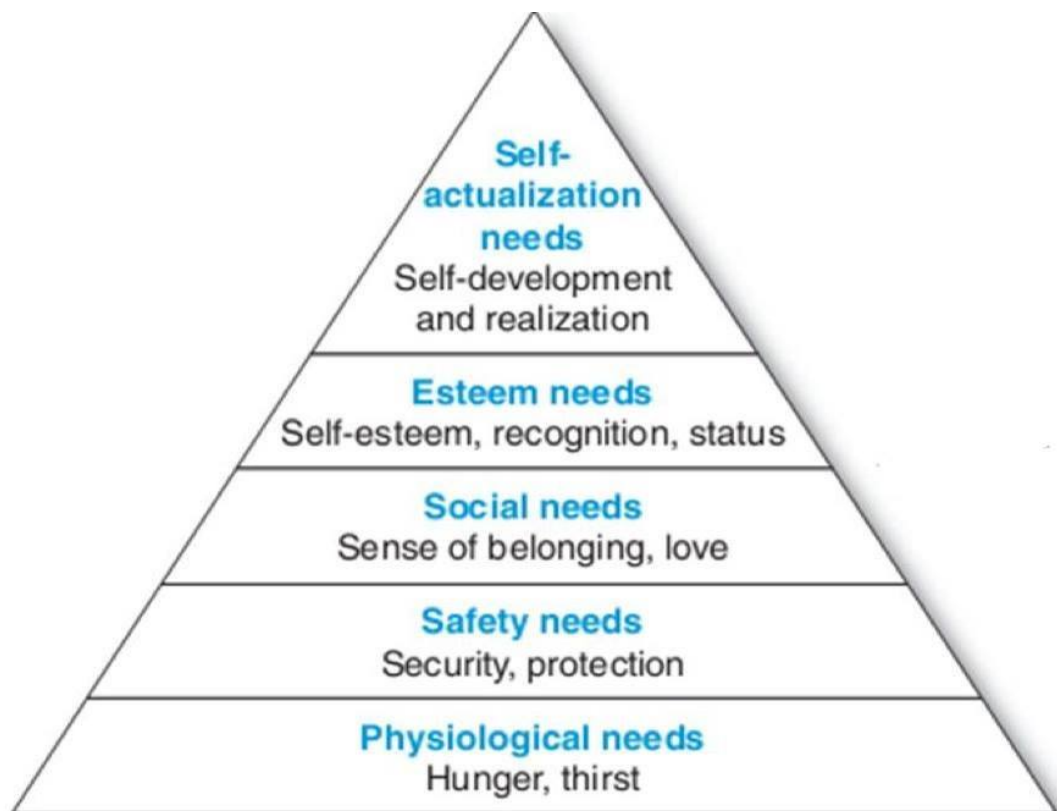 Self-
actualization
needs
Self-development
and realization
Esteem needs
Self-esteem, recognition, status
Social needs
Sense of belonging, love
Safety needs
Security, protection
Physiological needs
Hunger, thirst